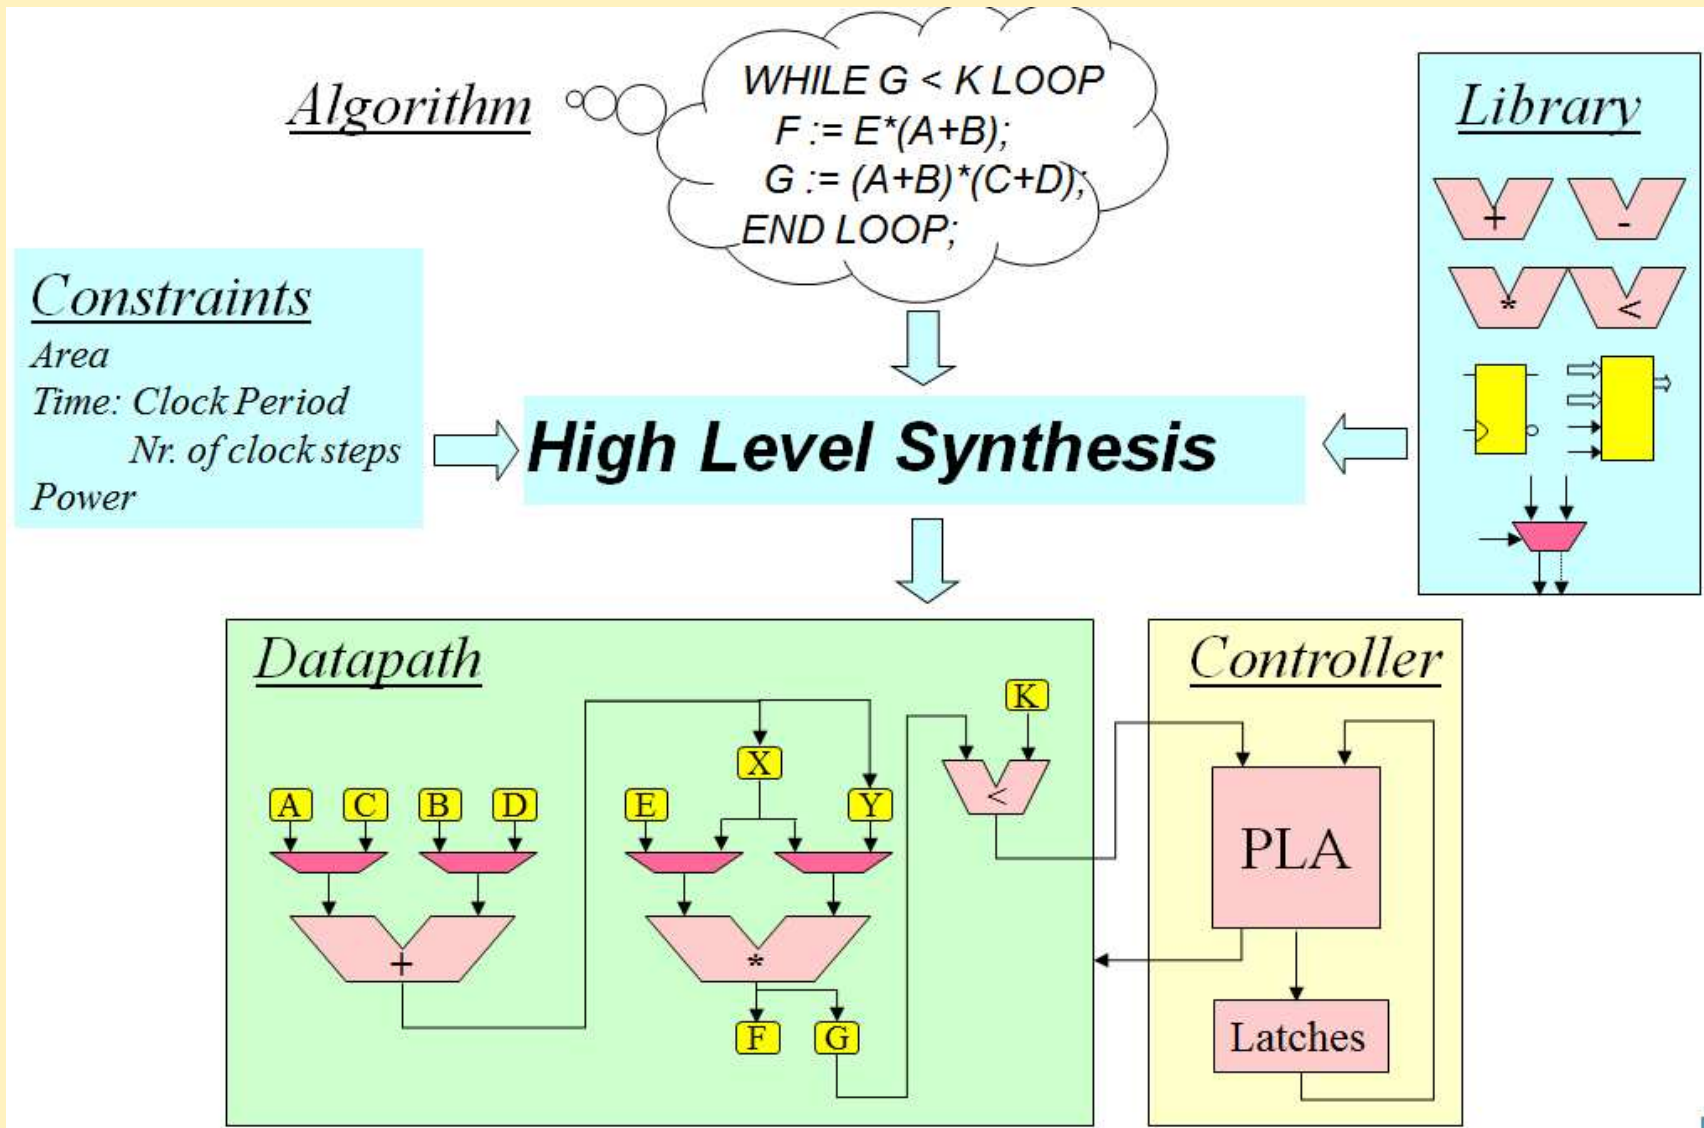 Algorithm
WHILE G < K LOOP
F := E*(A+B);
G := (A+B)*(C+D);
END LOOP;
Library
+
-
*
<
Constraints
Area
Time: Clock Period
Nr. of clock steps
Power
High Level Synthesis
Datapath
K
X
A
C
B
D
E
Y
<
+
*
F
G
Controller
PLA
Latches